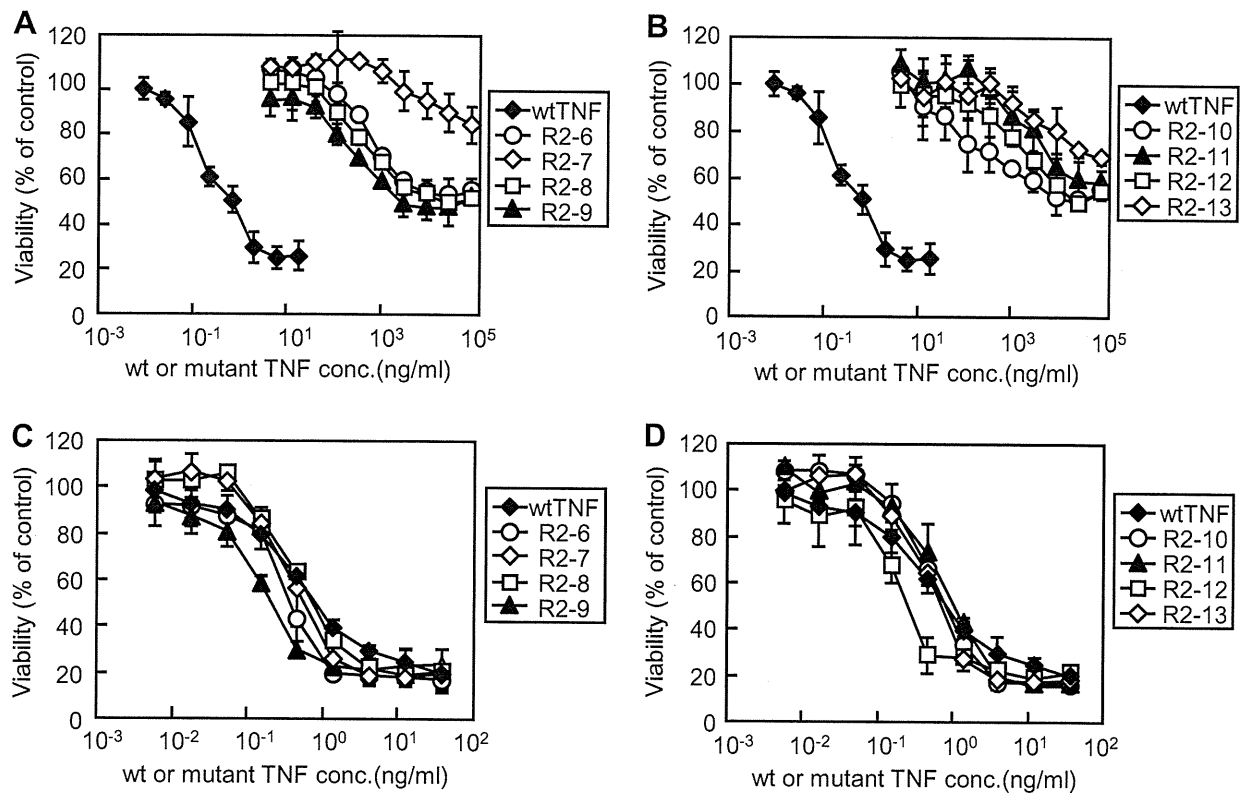 A
Viability (% of control)
120
100
80
60
40
20
0
10-3
10-1
101
103
105
wt or mutant TNF conc.(ng/ml)
wtTNF
R2-6
R2-7
R2-8
R2-9
B
Viability (% of control)
120
100
80
60
40
20
0
10-3
10-1
101
103
105
wt or mutant TNF conc.(ng/ml)
wtTNF
R2-10
R2-11
R2-12
R2-13
C
Viability (% of control)
120
100
80
60
40
20
0
10-3
10-2
10-1
100
101
102
wt or mutant TNF conc.(ng/ml)
wtTNF
R2-6
R2-7
R2-8
R2-9
D
Viability (% of control)
120
100
80
60
40
20
0
10-3
10-2
10-1
100
101
102
wt or mutant TNF conc.(ng/ml)
wtTNF
R2-10
R2-11
R2-12
R2-13